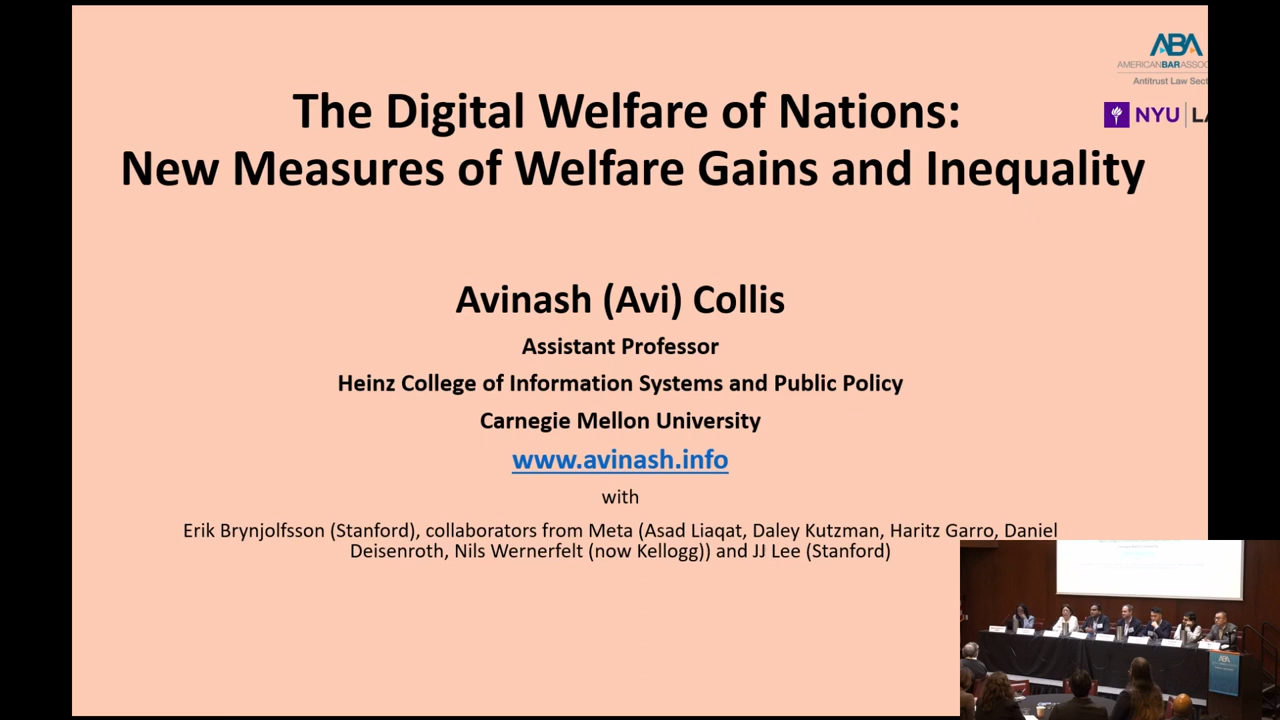 ABA
AMERICANBARASSOC
Antitrust Law Sect
NYU | LA
The Digital Welfare of Nations:
New Measures of Welfare Gains and Inequality
Avinash (Avi) Collis
Assistant Professor
Heinz College of Information Systems and Public Policy
Carnegie Mellon University
www.avinash.info
with
Erik Brynjolfsson (Stanford), collaborators from Meta (Asad Liaqat, Daley Kutzman, Haritz Garro, Daniel
Deisenroth, Nils Wernerfelt (now Kellogg)) and JJ Lee (Stanford)
ABA